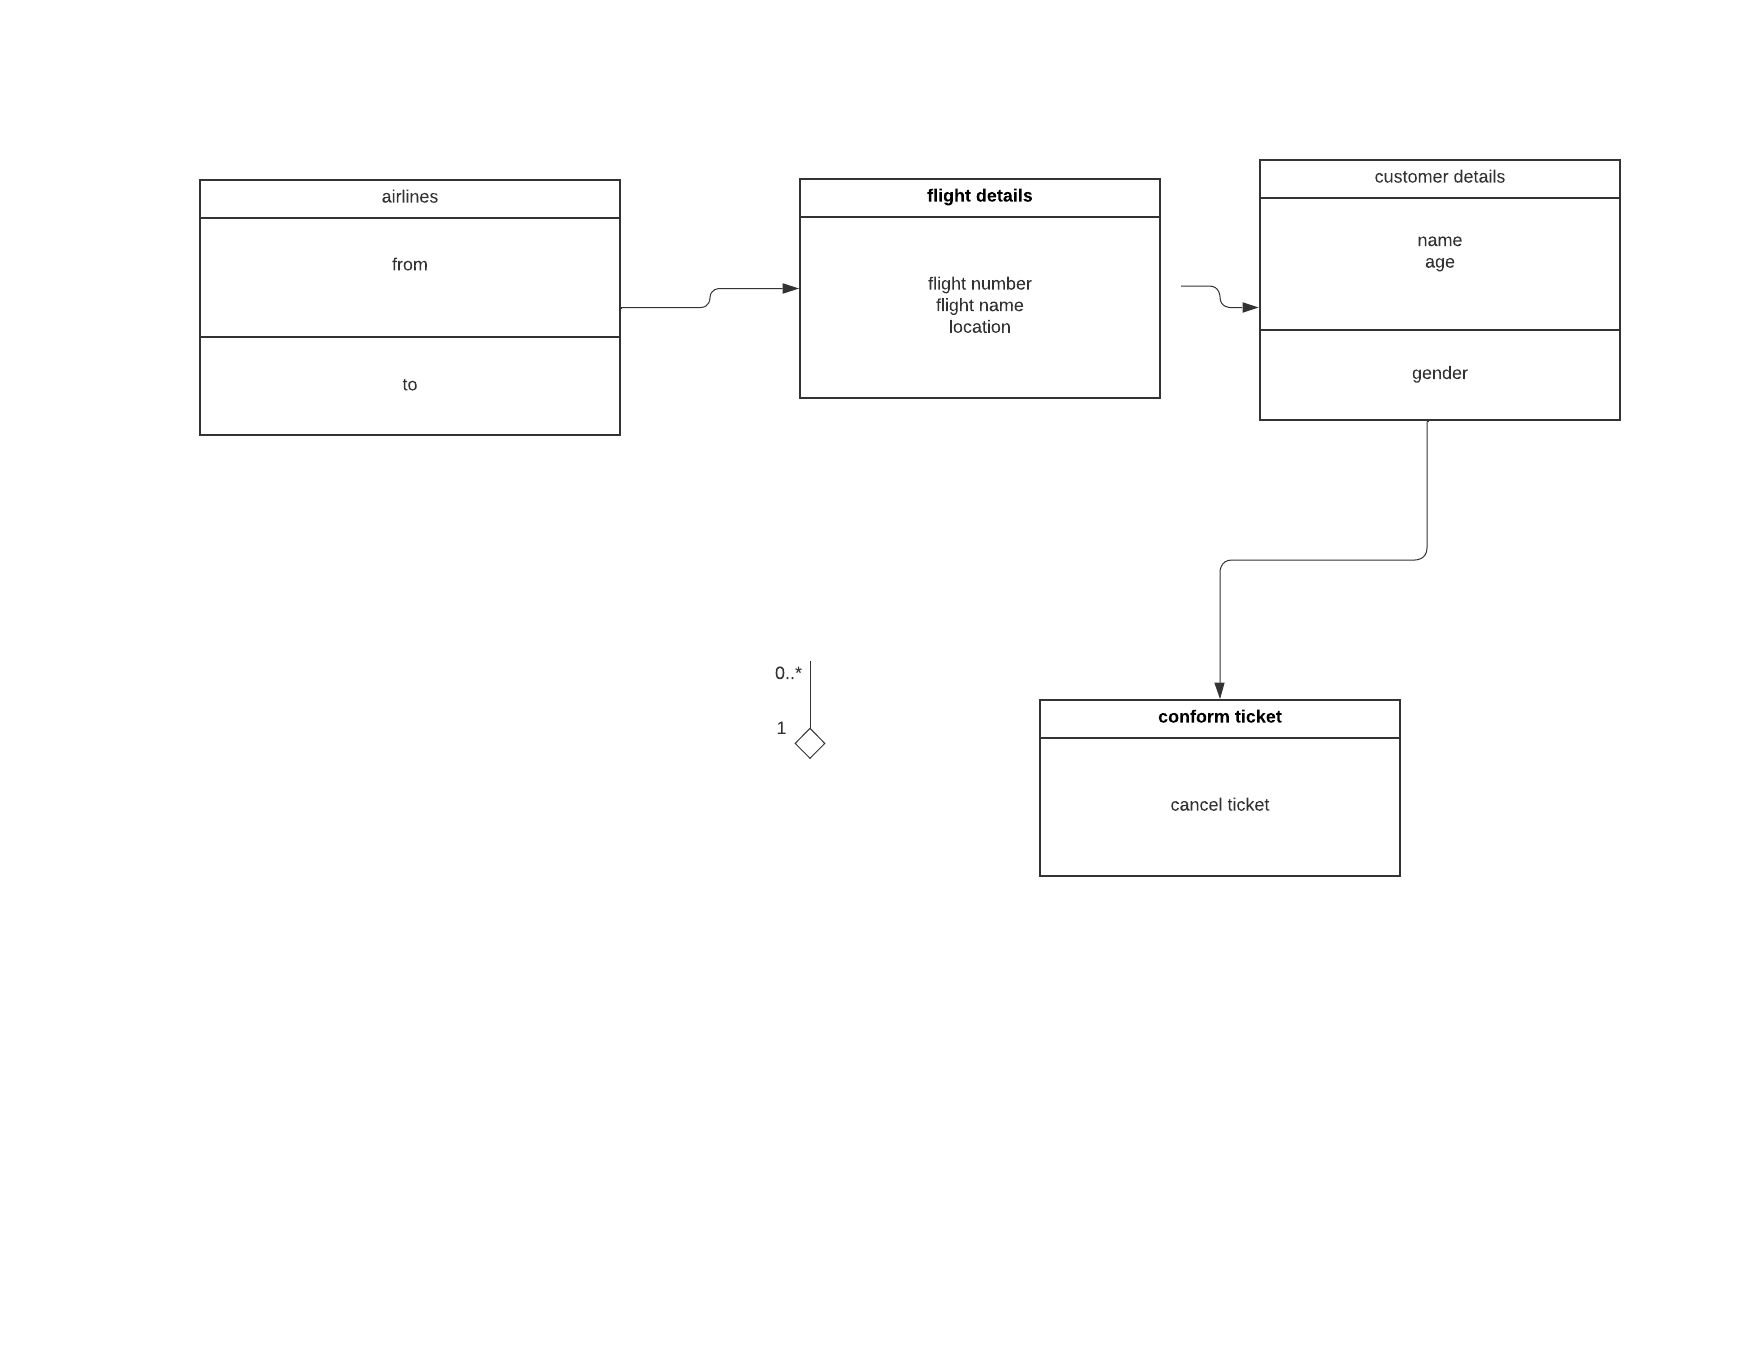 airlines
from
to
flight details
flight number
flight name
location
customer details
name
age
gender
0..*
1
conform ticket
cancel ticket